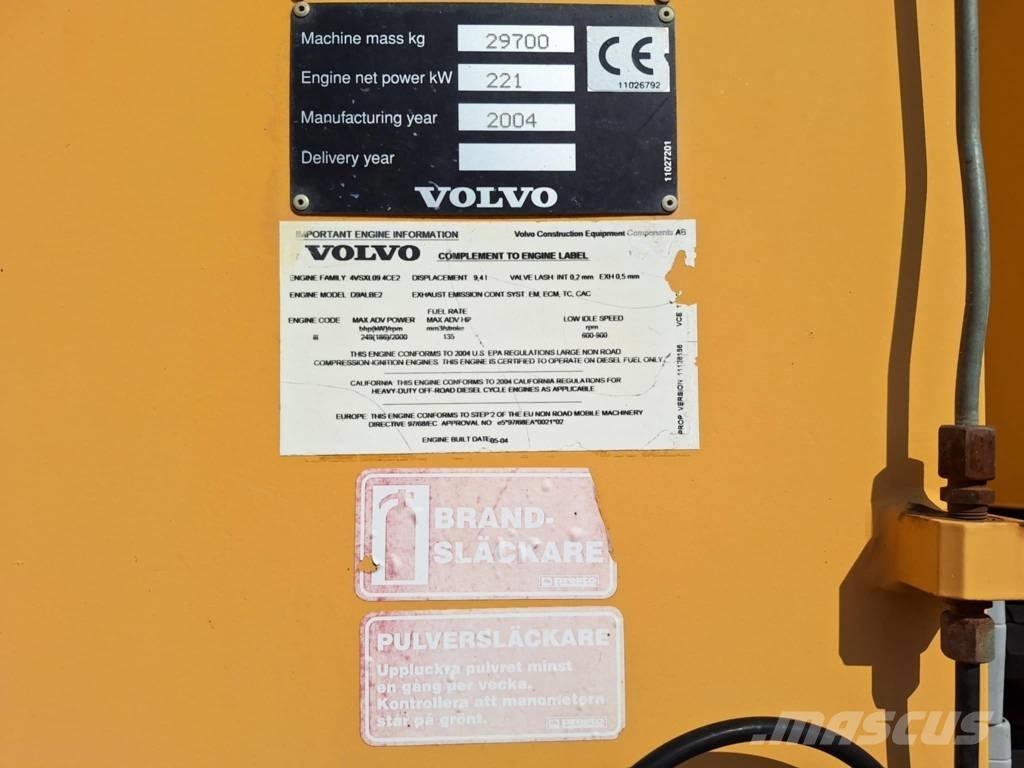 Machine mass kg 29700
Engine net power kW 221
Manufacturing year 2004
Delivery year
CE
11026792
11027201
VOLVO
IMPORTANT ENGINE INFORMATION Volvo Construction Equipment Components AB
VOLVO COMPLEMENT TO ENGINE LABEL
ENGINE FAMILY 4VSXL09.4CE2 DISPLACEMENT 9,4 l VALVE LASH: INT 0,2 mm EXH 0,5 mm
ENGINE MODEL D9ALBE2 EXHAUST EMISSION CONT SYST EM, ECM, TC, CAC
FUEL RATE
ENGINE CODE MAX ADV POWER MAX ADV HP LOW IDLE SPEED
bhp(kW)/rpm mm3/stroke rpm
III 249(186)/2000 135 600-900
THIS ENGINE CONFORMS TO 2004 U.S EPA REGULATIONS LARGE NON ROAD
COMPRESSION-IGNITION ENGINES. THIS ENGINE IS CERTIFIED TO OPERATE ON DIESEL FUEL ONLY
CALIFORNIA: THIS ENGINE CONFORMS TO 2004 CALIFORNIA REGULATIONS FOR
HEAVY-DUTY OFF-ROAD DIESEL CYCLE ENGINES AS APPLICABLE
EUROPE: THIS ENGINE CONFORMS TO STEP 2 OF THE EU NON ROAD MOBILE MACHINERY
DIRECTIVE 97/68/EC APPROVAL NO: e5*97/68EA*0021*02
ENGINE BUILT DATE 05-04
PROP. VERSION 11128156 VCE
BRAND-
SLÄCKARE
presto
PULVERSLÄCKARE
Uppluckra pulvret minst
en gång per vecka.
Kontrollera att manometern
står på grönt.
presto
mascus